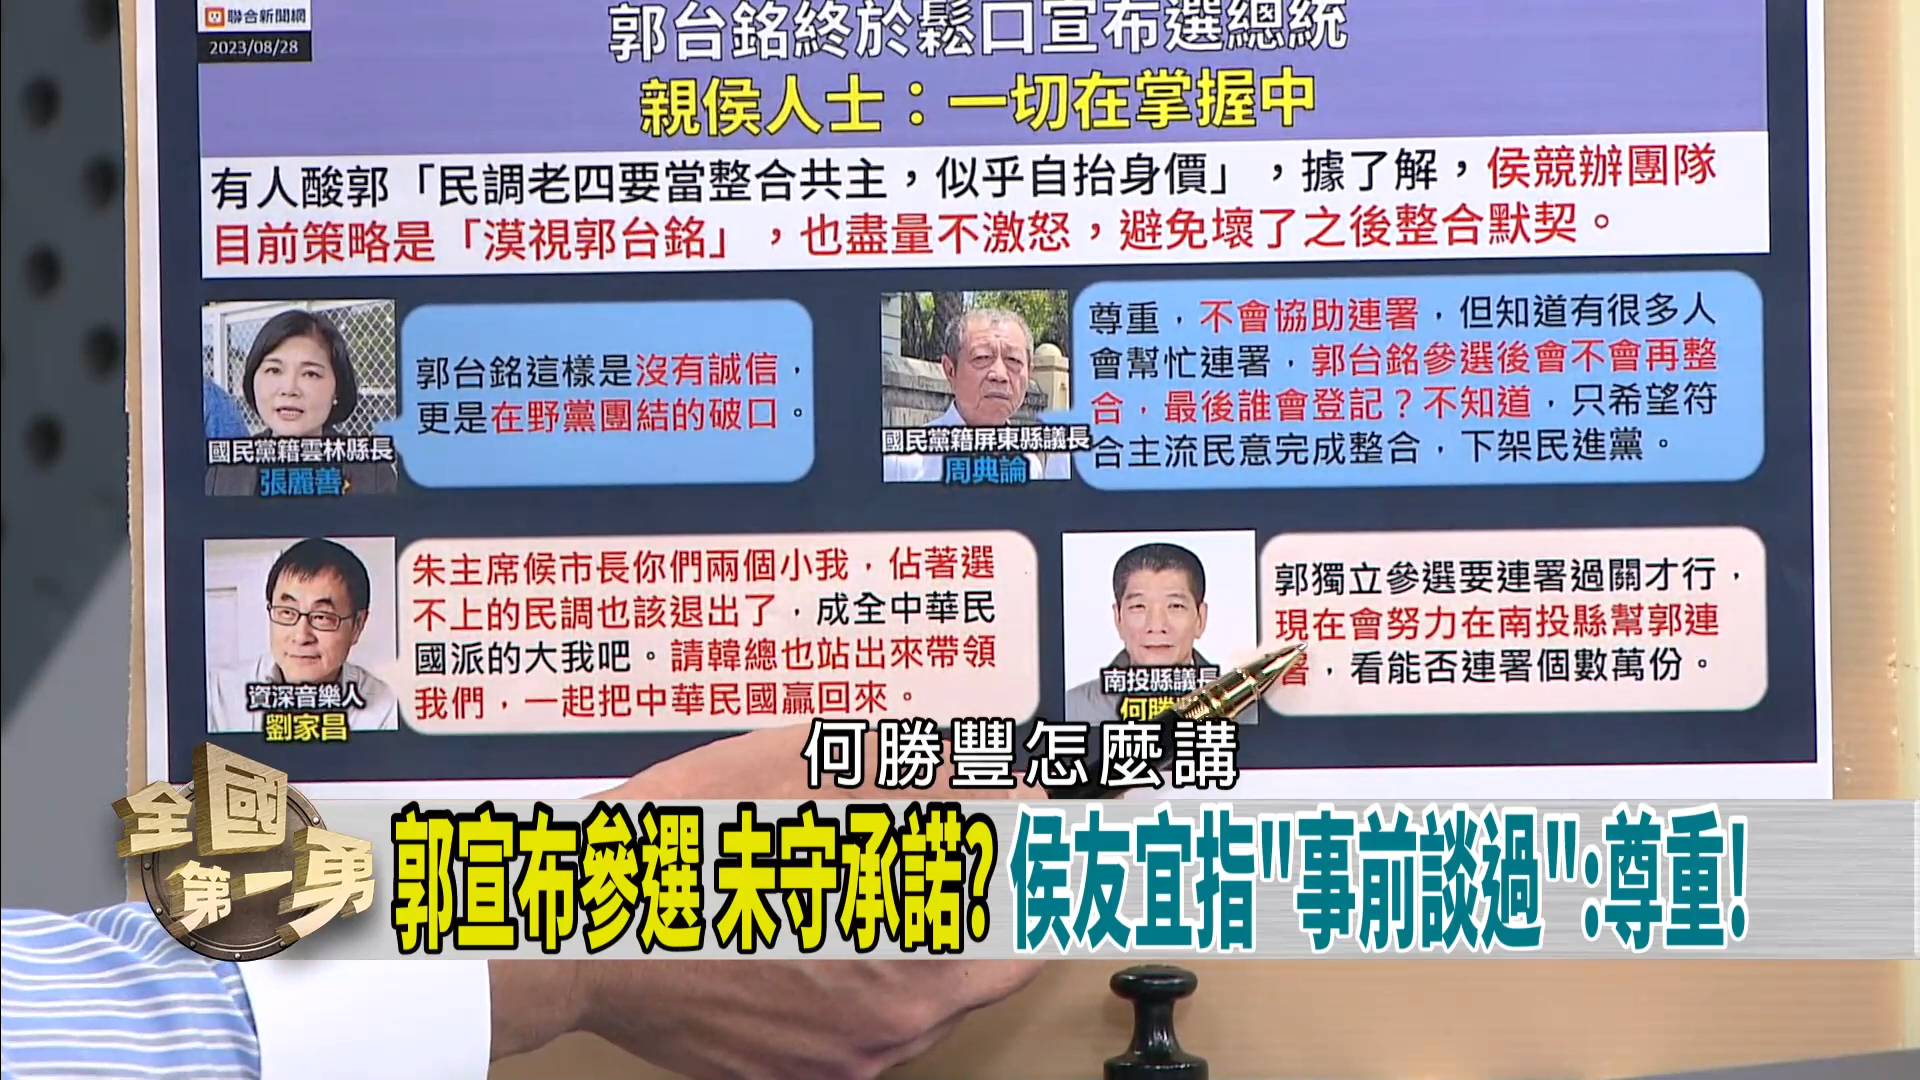 聯合新聞網
2023/08/28
郭台銘終於鬆口宣布選總統
親侯人士：一切在掌握中
有人酸郭「民調老四要當整合共主，似乎自抬身價」，據了解，侯競辦團隊
目前策略是「漠視郭台銘」，也盡量不激怒，避免壞了之後整合默契。
郭台銘這樣是沒有誠信，
更是在野黨團結的破口。
國民黨籍雲林縣長
張麗善
尊重，不會協助連署，但知道有很多人
會幫忙連署，郭台銘參選後會不會再整
合，最後誰會登記？不知道，只希望符
合主流民意完成整合，下架民進黨。
國民黨籍屏東縣議長
周典論
朱主席候市長你們兩個小我，佔著選
不上的民調也該退出了，成全中華民
國派的大我吧。請韓總也站出來帶領
我們，一起把中華民國贏回來。
資深音樂人
劉家昌
郭獨立參選要連署過關才行，
現在會努力在南投縣幫郭連
署，看能否連署個數萬份。
南投縣議長
何勝
何勝豐怎麼講
全國第一勇
郭宣布參選 未守承諾? 侯友宜指"事前談過":尊重!